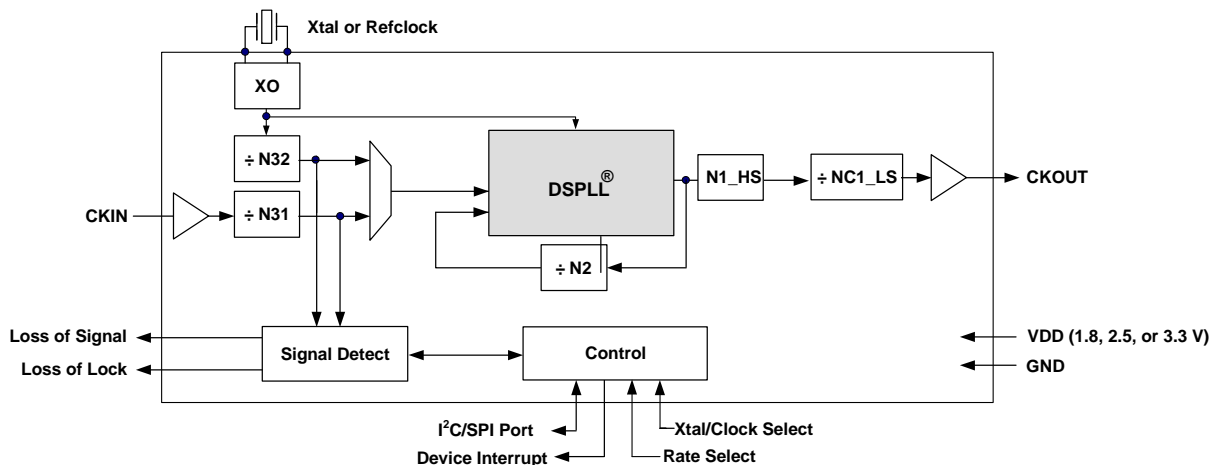 Xtal or Refclock
XO
÷ N32
÷ N31
CKIN
DSPLL®
÷ N2
N1_HS
÷ NC1_LS
CKOUT
Loss of Signal
Loss of Lock
Signal Detect
Control
VDD (1.8, 2.5, or 3.3 V)
GND
I²C/SPI Port
Device Interrupt
Xtal/Clock Select
Rate Select